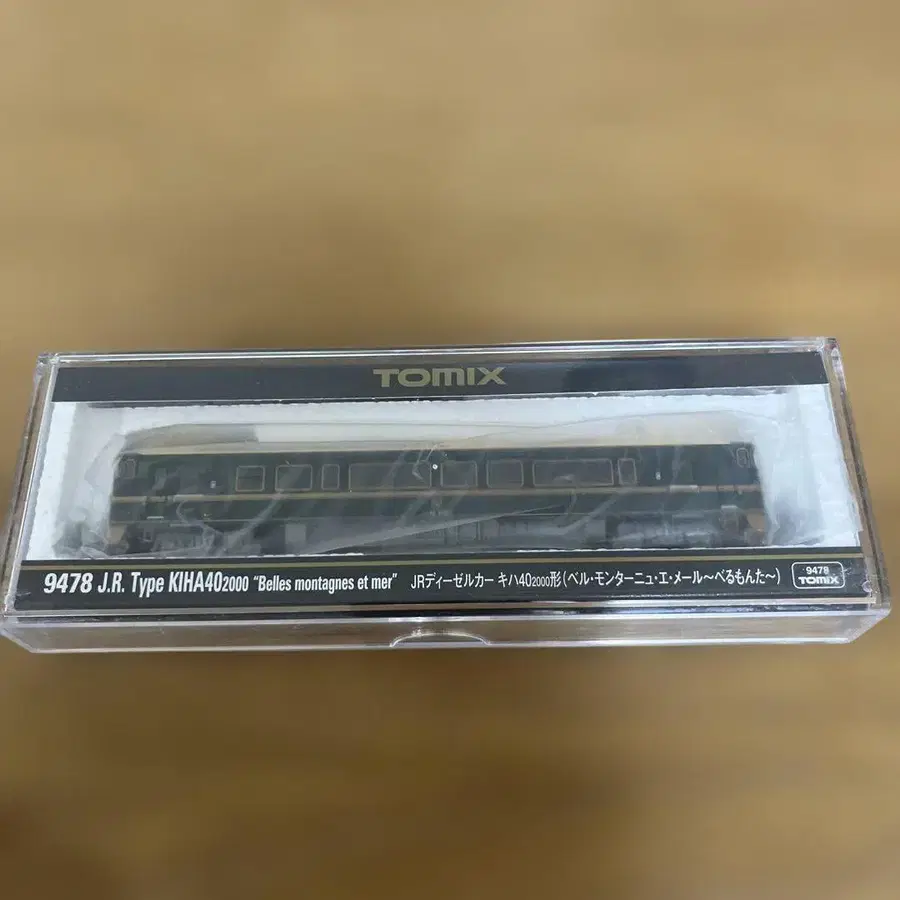 TOMIX
9478 J.R. Type KIHA402000 "Belles montagnes et mer" JRディーゼルカー キハ402000形(ベル・モンターニュ・エ・メール～べるもんた～)
9478
TOMIX